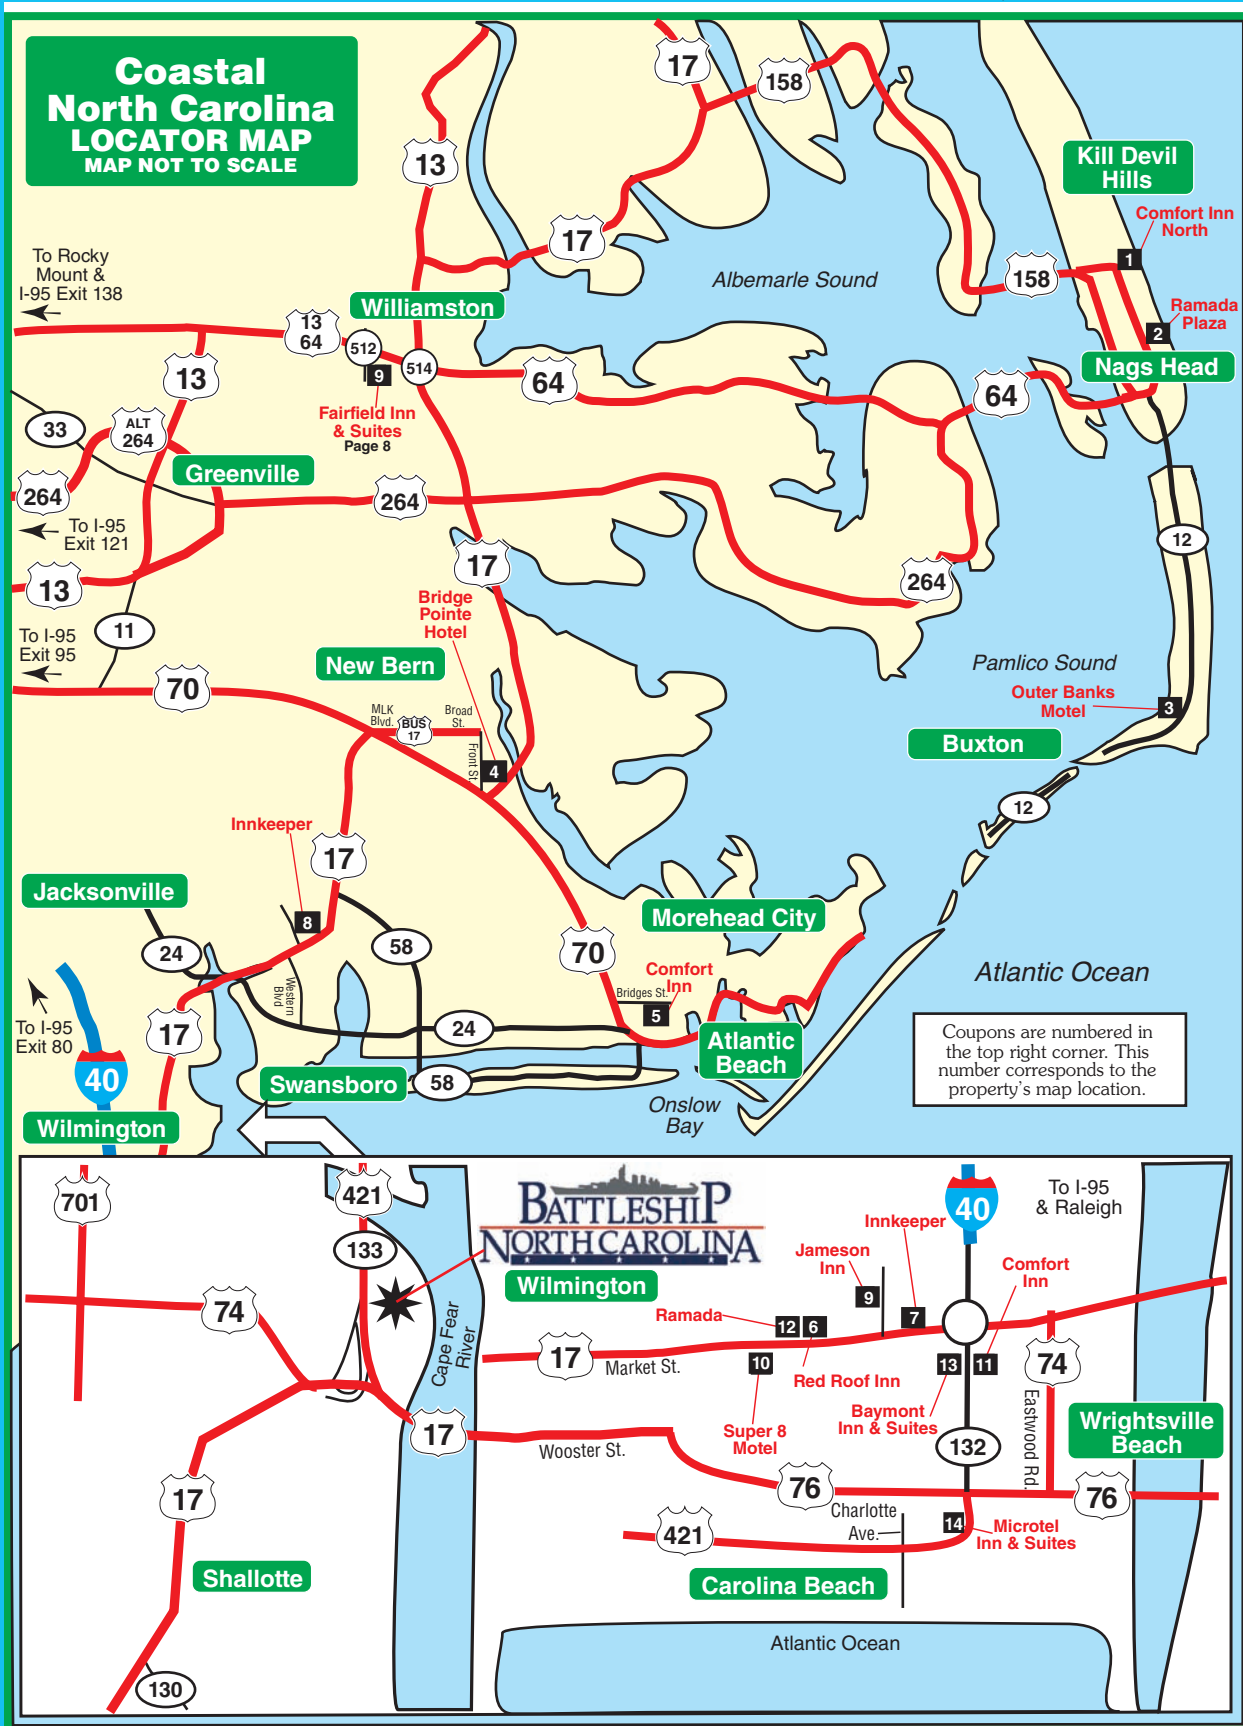 Coastal
North Carolina
LOCATOR MAP
MAP NOT TO SCALE
17
158
13
Kill Devil
Hills
Comfort Inn
North
1
17
To Rocky
Mount &
I-95 Exit 138
Albemarle Sound
158
Williamston
Ramada
Plaza
2
13
64
512
514
9
Nags Head
13
64
64
Fairfield Inn
& Suites
Page 8
33
ALT
264
Greenville
264
264
To I-95
Exit 121
12
17
13
264
Bridge
Pointe
Hotel
11
To I-95
Exit 95
New Bern
Pamlico Sound
70
Outer Banks
Motel
3
MLK
Blvd.
BUS
17
Broad
St.
Front St.
4
Buxton
12
Innkeeper
17
Jacksonville
8
Morehead City
24
58
70
Atlantic Ocean
Comfort
Inn
Western
Blvd
Bridges St.
5
To I-95
Exit 80
17
24
Atlantic
Beach
Coupons are numbered in
the top right corner. This
number corresponds to the
property's map location.
40
Swansboro
58
Onslow
Bay
Wilmington
701
421
BATTLESHIP
NORTH CAROLINA
40
To I-95
& Raleigh
133
Innkeeper
Jameson
Inn
Comfort
Inn
Wilmington
9
74
Ramada
12
6
7
Cape Fear
River
17
Market St.
10
13
11
74
Red Roof Inn
Baymont
Inn & Suites
Eastwood Rd.
Wrightsville
Beach
17
Super 8
Motel
Wooster St.
132
76
76
17
Charlotte
Ave.
421
14
Microtel
Inn & Suites
Shallotte
Carolina Beach
Atlantic Ocean
130